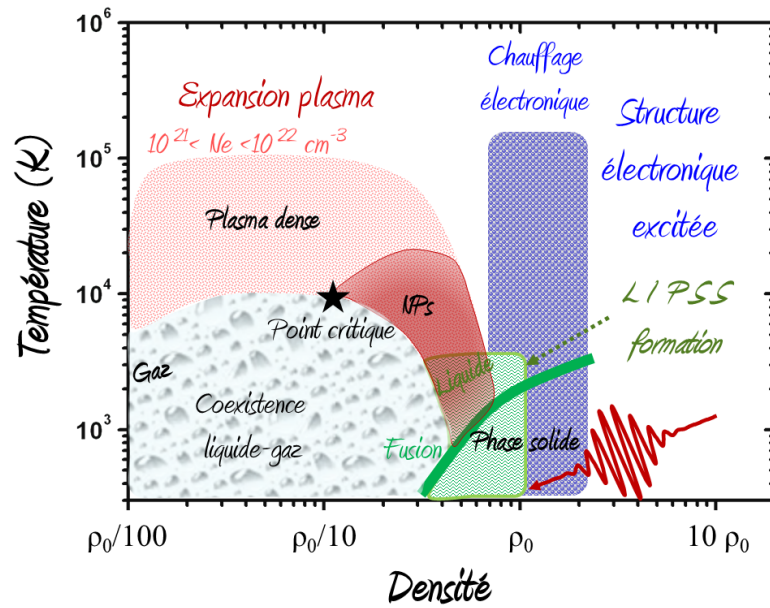 10⁶
Chauffage
électronique
Expansion plasma
10²¹< Ne <10²² cm⁻³
Structure
électronique
excitée
10⁵
Plasma dense
Température (K)
10⁴
NPs
LIPSS
formation
Point critique
Gaz
Liquide
Coexistence
liquide-gaz
10³
Fusion
Phase solide
ρ₀/100
ρ₀/10
ρ₀
10 ρ₀
Densité